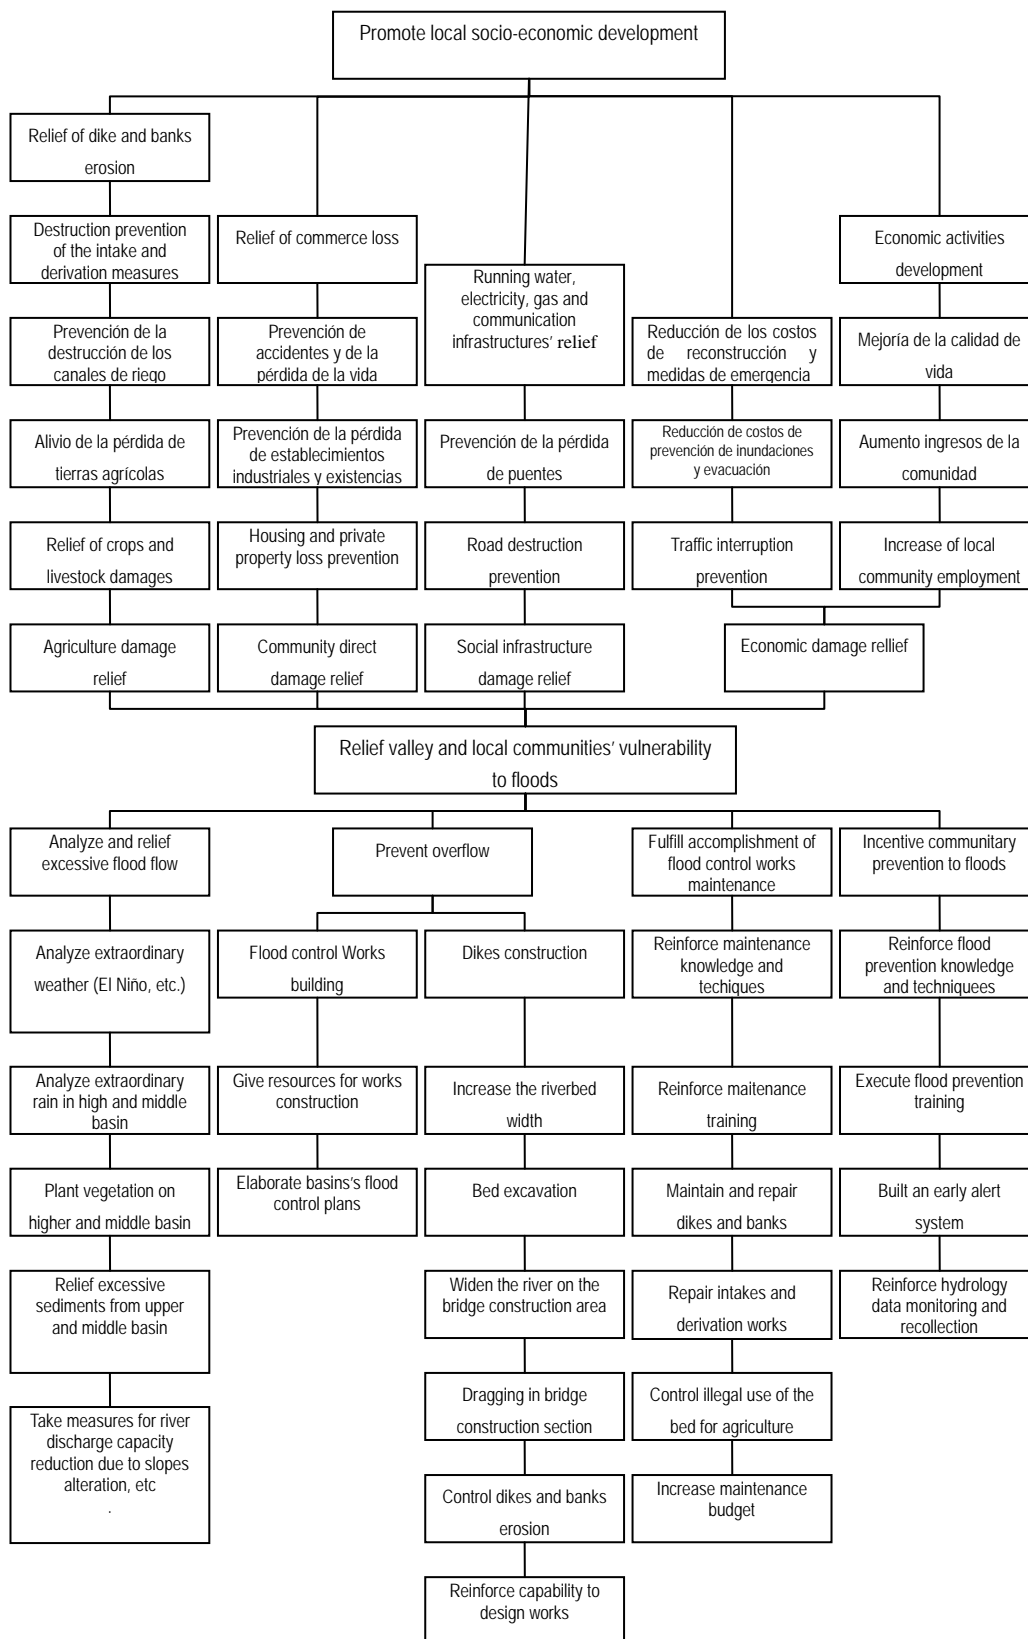 Promote local socio-economic development
Relief of dike and banks
erosion
Destruction prevention
of the intake and
derivation measures
Relief of commerce loss
Economic activities
development
Running water,
electricity, gas and
communication
infrastructures' relief
Prevención de la
destrucción de los
canales de riego
Prevención de
accidentes y de la
pérdida de la vida
Reducción de los costos
de reconstrucción y
medidas de emergencia
Mejoría de la calidad de
vida
Alivio de la pérdida de
tierras agrícolas
Prevención de la pérdida
de establecimientos
industriales y existencias
Prevención de la pérdida
de puentes
Reducción de costos de
prevención de inundaciones
y evacuación
Aumento ingresos de la
comunidad
Relief of crops and
livestock damages
Housing and private
property loss prevention
Road destruction
prevention
Traffic interruption
prevention
Increase of local
community employment
Agriculture damage
relief
Community direct
damage relief
Social infrastructure
damage relief
Economic damage rellief
Relief valley and local communities' vulnerability
to floods
Analyze and relief
excessive flood flow
Prevent overflow
Fulfill accomplishment of
flood control works
maintenance
Incentive communitary
prevention to floods
Analyze extraordinary
weather (El Niño, etc.)
Flood control Works
building
Dikes construction
Reinforce maintenance
knowledge and
techiques
Reinforce flood
prevention knowledge
and techniquees
Analyze extraordinary
rain in high and middle
basin
Give resources for works
construction
Increase the riverbed
width
Reinforce maitenance
training
Execute flood prevention
training
Plant vegetation on
higher and middle basin
Elaborate basins's flood
control plans
Bed excavation
Maintain and repair
dikes and banks
Built an early alert
system
Relief excessive
sediments from upper
and middle basin
Widen the river on the
bridge construction area
Repair intakes and
derivation works
Reinforce hydrology
data monitoring and
recollection
Take measures for river
discharge capacity
reduction due to slopes
alteration, etc
.
Dragging in bridge
construction section
Control illegal use of the
bed for agriculture
Control dikes and banks
erosion
Increase maintenance
budget
Reinforce capability to
design works